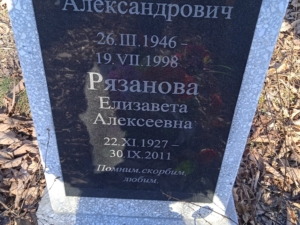 Александрович
26.III.1946 –
19.VII.1998
Рязанова
Елизавета
Алексеевна
22.XI.1927 –
30.IX.2011
Помним, скорбим,
любим.